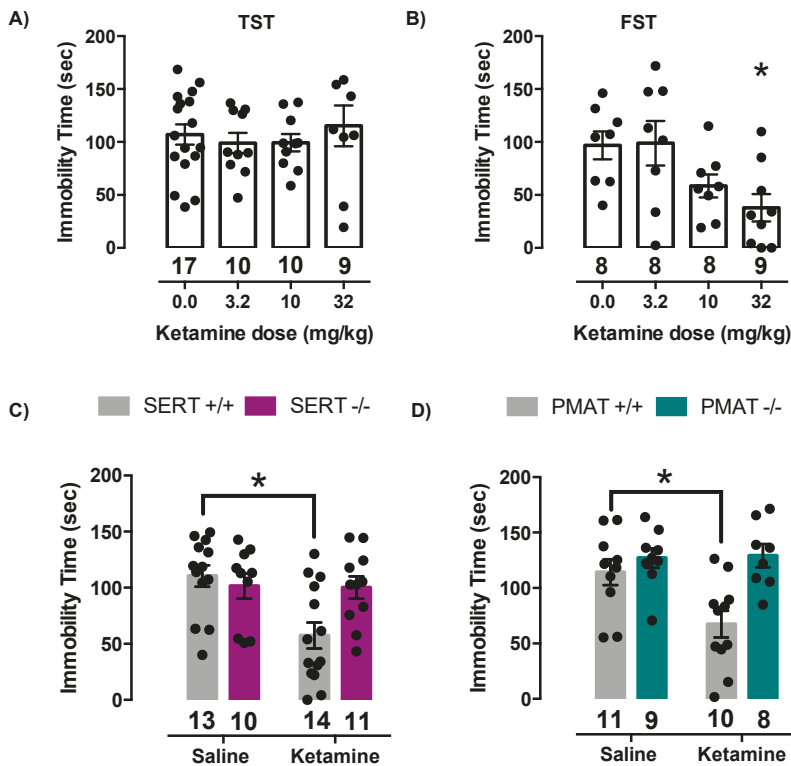 A)
TST
Immobility Time (sec)
200
150
100
50
0
17 10 10 9
0.0 3.2 10 32
Ketamine dose (mg/kg)
B)
FST
Immobility Time (sec)
200
150
100
50
0
*
8 8 8 9
0.0 3.2 10 32
Ketamine dose (mg/kg)
C)
SERT +/+ SERT -/-
Immobility Time (sec)
200
150
100
50
0
*
13 10 14 11
Saline Ketamine
D)
PMAT +/+ PMAT -/-
Immobility Time (sec)
200
150
100
50
0
*
11 9 10 8
Saline Ketamine